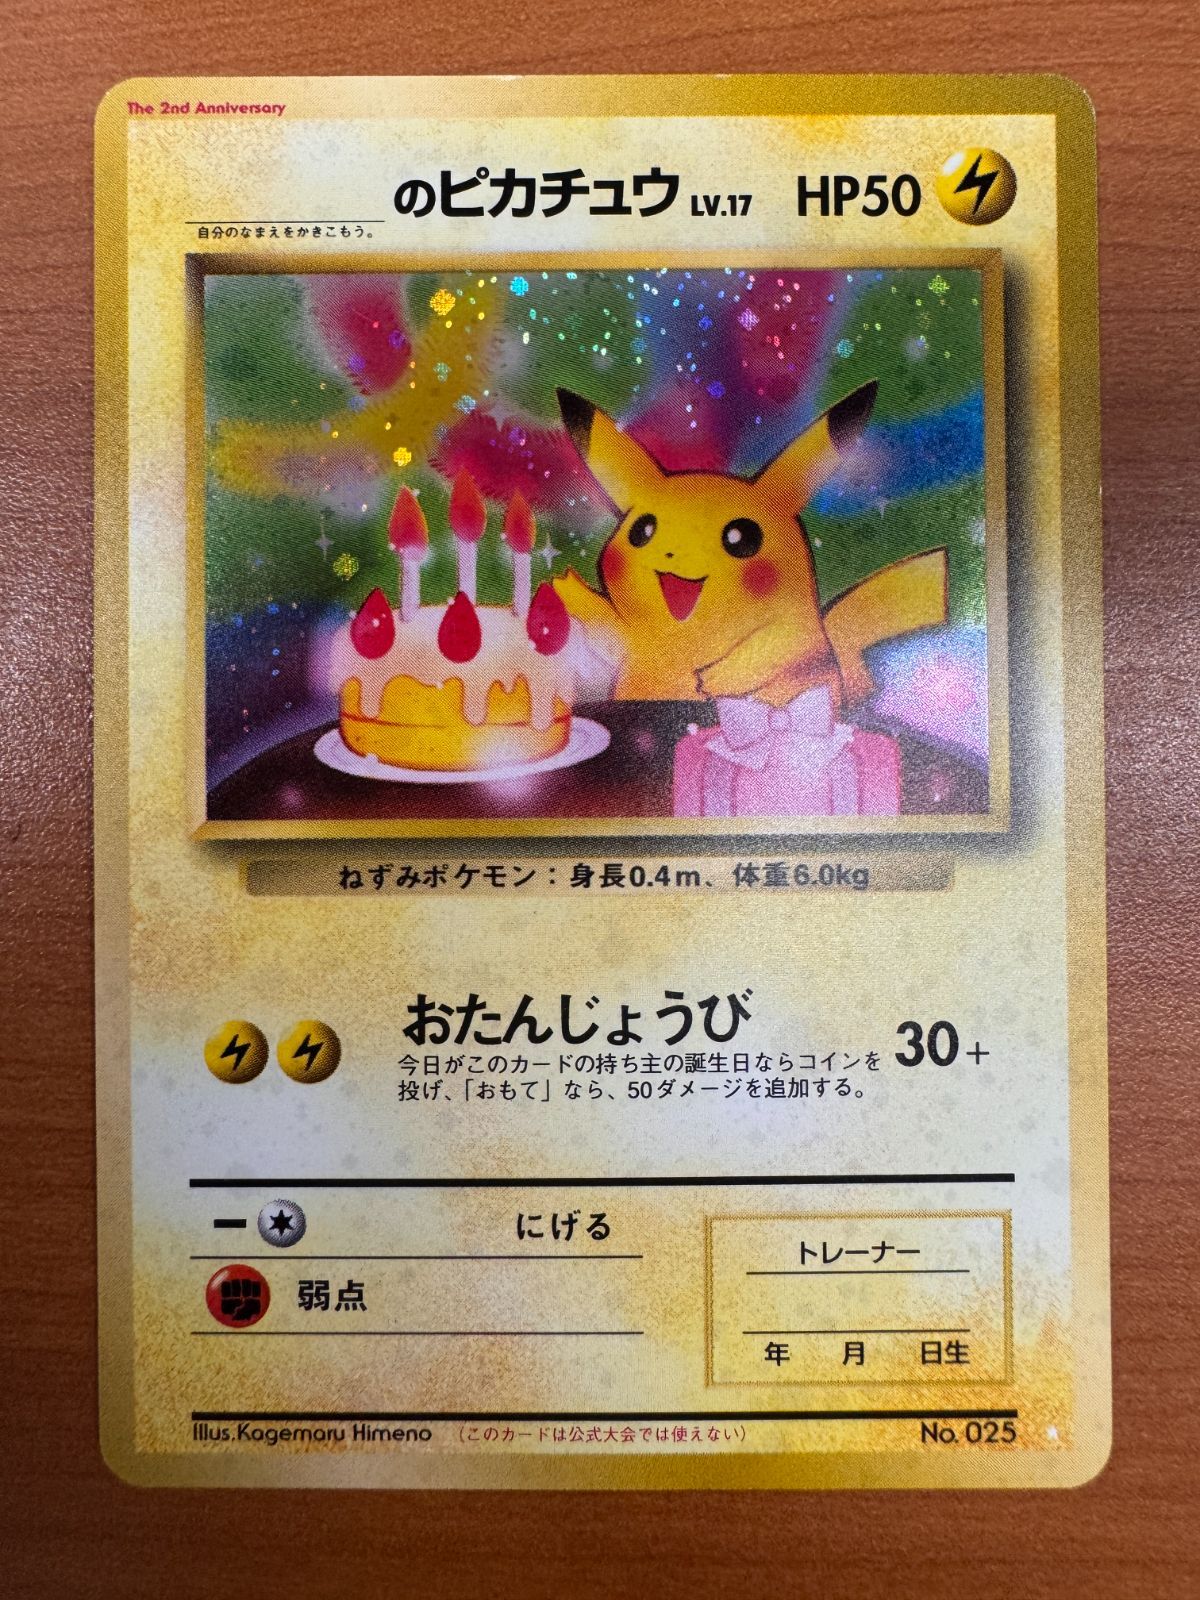 The 2nd Anniversary
のピカチュウ LV.17 HP50
自分のなまえをかきこもう。
ねずみポケモン：身長0.4m、体重6.0kg
おたんじょうび 30+
今日がこのカードの持ち主の誕生日ならコインを
投げ、「おもて」なら、50ダメージを追加する。
ー にげる
弱点
トレーナー
年 月 日生
Illus.Kagemaru Himeno （このカードは公式大会では使えない） No.025